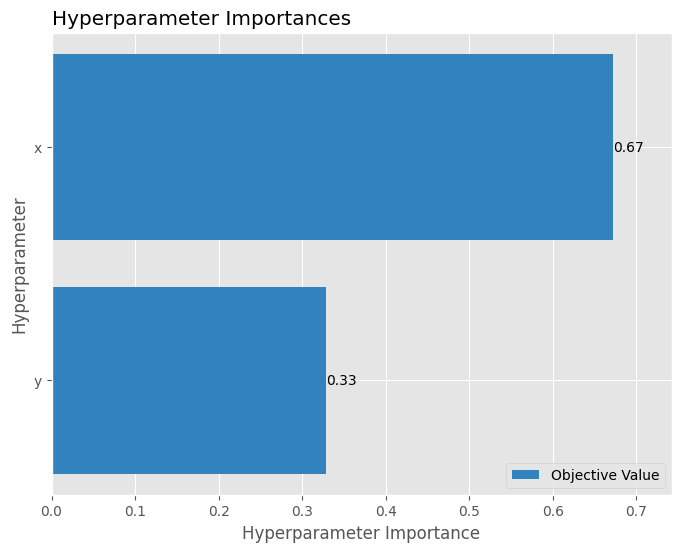 Hyperparameter Importances
Hyperparameter
x
0.67
y
0.33
Objective Value
0.0 0.1 0.2 0.3 0.4 0.5 0.6 0.7
Hyperparameter Importance